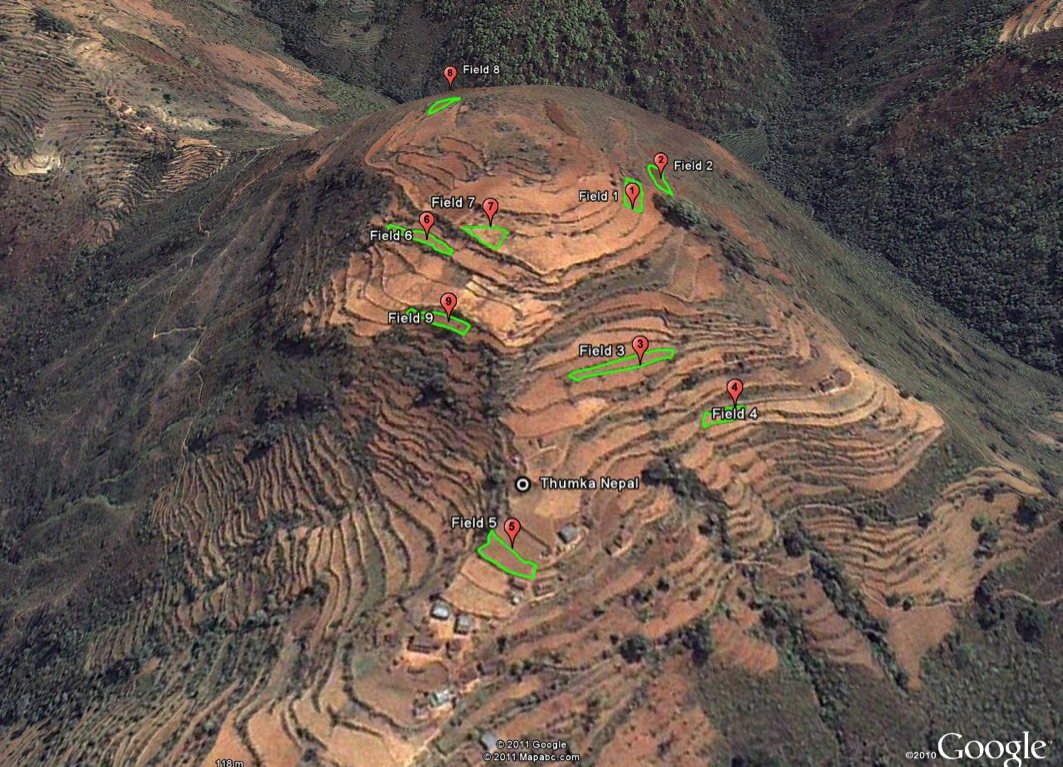 8 Field 8
2 Field 2
Field 1 1
Field 7 7
6
Field 6
9
Field 9
3
Field 3
4
Field 4
Thumka Nepal
Field 5 5
© 2011 Google
© 2011 Mapabc.com
©2010 Google
118 m